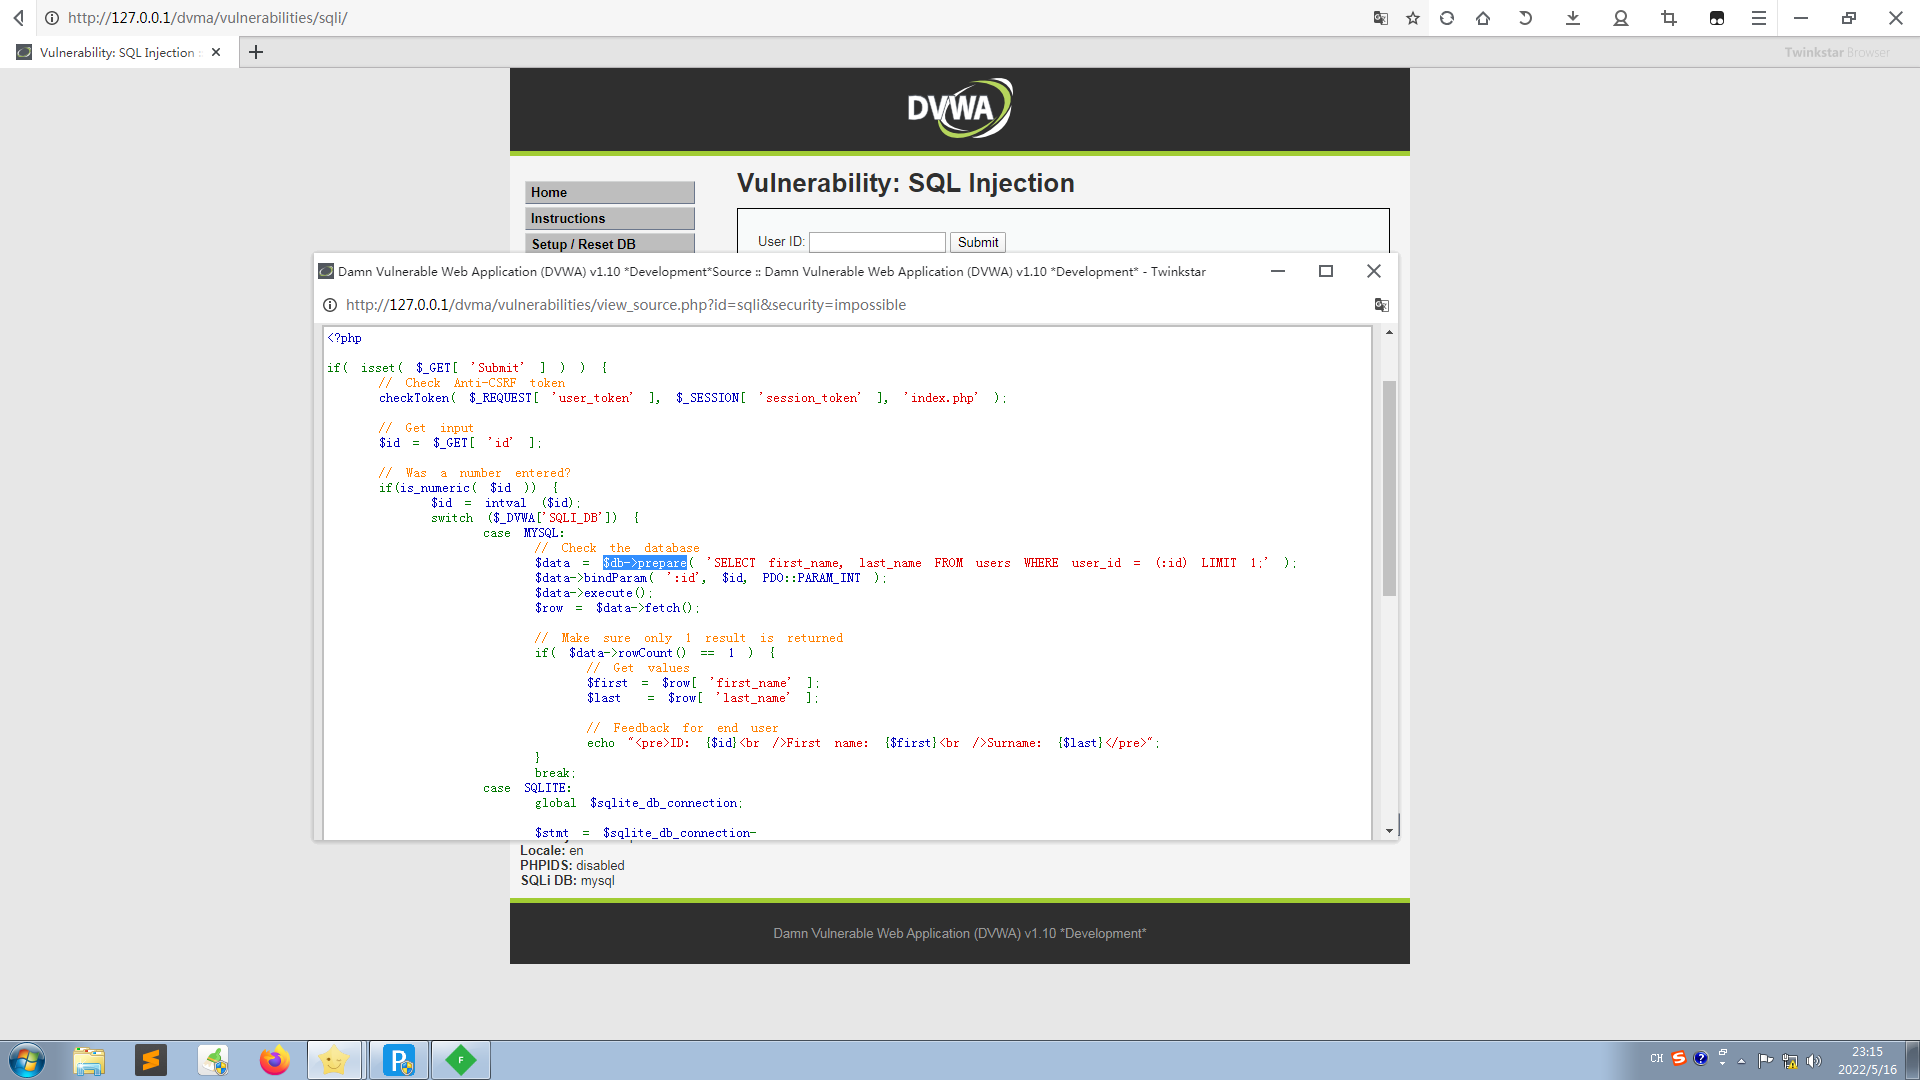 http://127.0.0.1/dvma/vulnerabilities/sqli/
Vulnerability: SQL Injection :
Twinkstar Browser
DVWA
Home
Instructions
Setup / Reset DB
Vulnerability: SQL Injection
User ID:
Submit
Damn Vulnerable Web Application (DVWA) v1.10 *Development*Source :: Damn Vulnerable Web Application (DVWA) v1.10 *Development* - Twinkstar
http://127.0.0.1/dvma/vulnerabilities/view_source.php?id=sqli&security=impossible
<?php
if( isset( $_GET[ 'Submit' ] ) ) {
// Check Anti-CSRF token
checkToken( $_REQUEST[ 'user_token' ], $_SESSION[ 'session_token' ], 'index.php' );
// Get input
$id = $_GET[ 'id' ];
// Was a number entered?
if(is_numeric( $id )) {
$id = intval ($id);
switch ($_DVWA['SQLI_DB']) {
case MYSQL:
// Check the database
$data = $db->prepare( 'SELECT first_name, last_name FROM users WHERE user_id = (:id) LIMIT 1;' );
$data->bindParam( ':id', $id, PDO::PARAM_INT );
$data->execute();
$row = $data->fetch();
// Make sure only 1 result is returned
if( $data->rowCount() == 1 ) {
// Get values
$first = $row[ 'first_name' ];
$last = $row[ 'last_name' ];
// Feedback for end user
echo "<pre>ID: {$id}<br />First name: {$first}<br />Surname: {$last}</pre>";
}
break;
case SQLITE:
global $sqlite_db_connection;
$stmt = $sqlite_db_connection-
Locale: en
PHPIDS: disabled
SQLi DB: mysql
Damn Vulnerable Web Application (DVWA) v1.10 *Development*
CH
23:15
2022/5/16